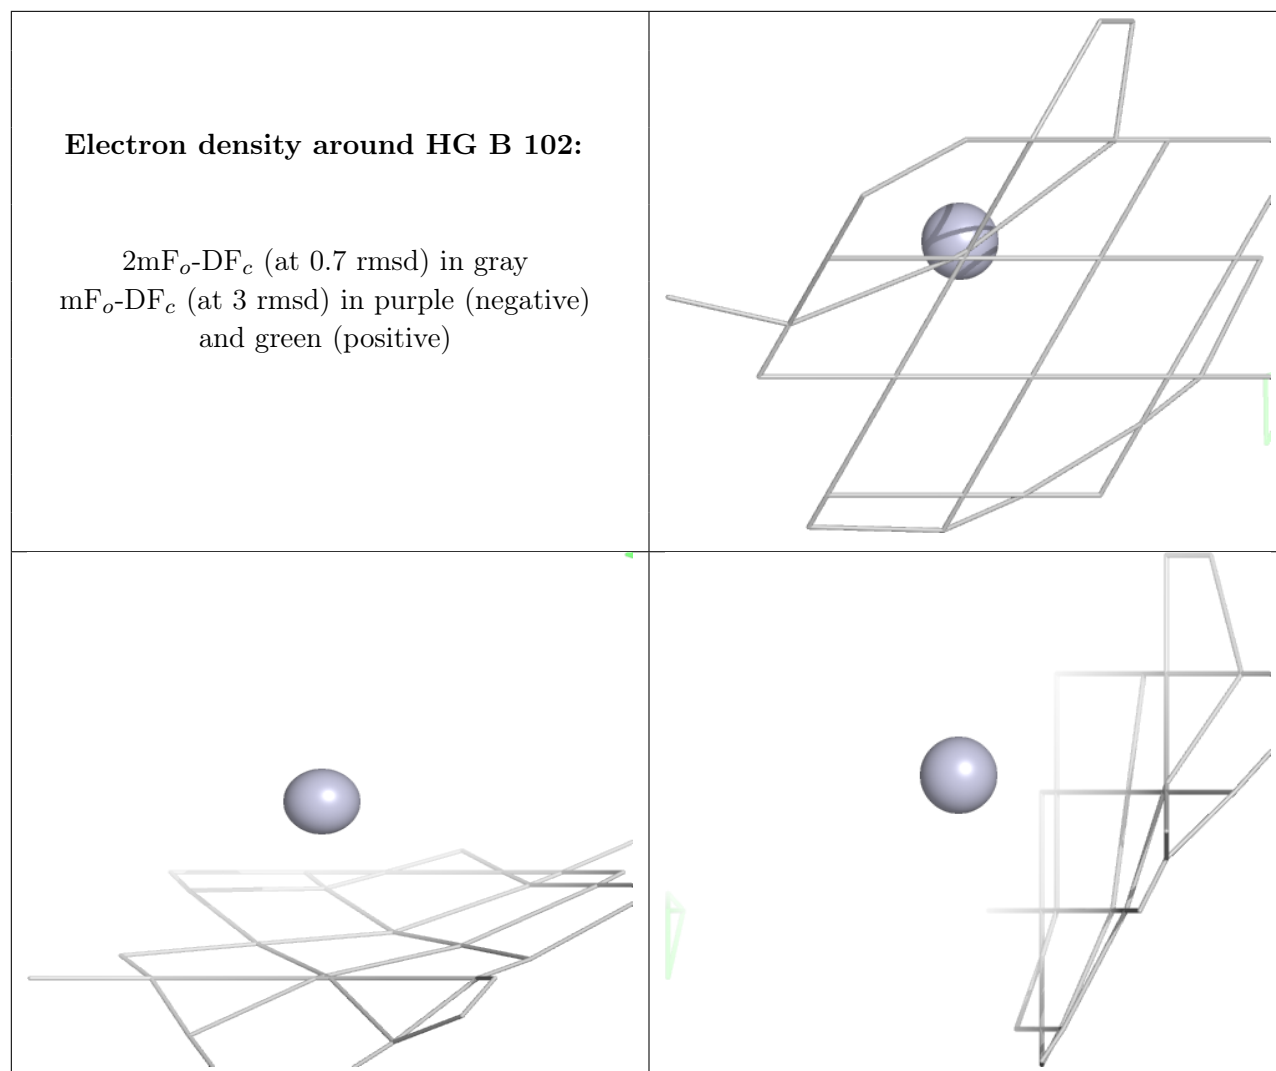 Electron density around HG B 102:
2mFo-DFc (at 0.7 rmsd) in gray
mFo-DFc (at 3 rmsd) in purple (negative)
and green (positive)